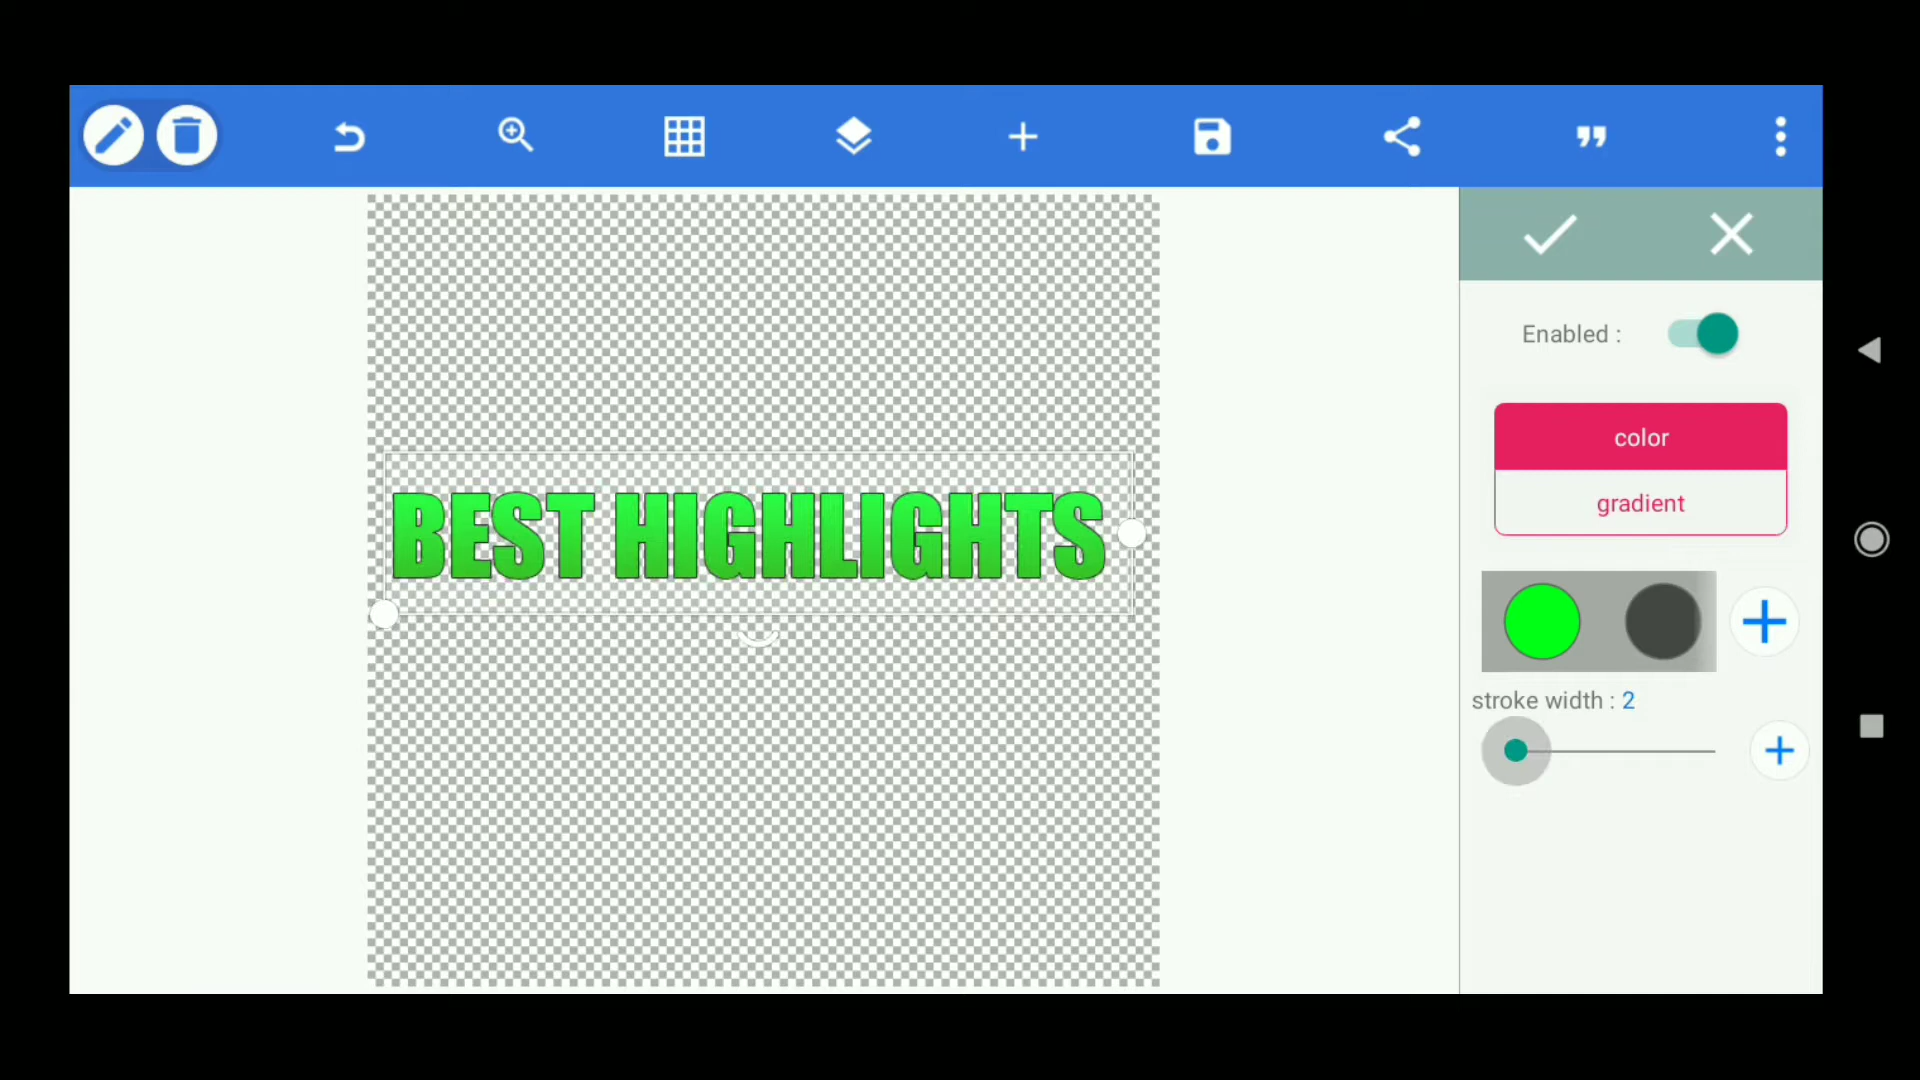 Enabled :
color
gradient
BEST HIGHLIGHTS
stroke width : 2